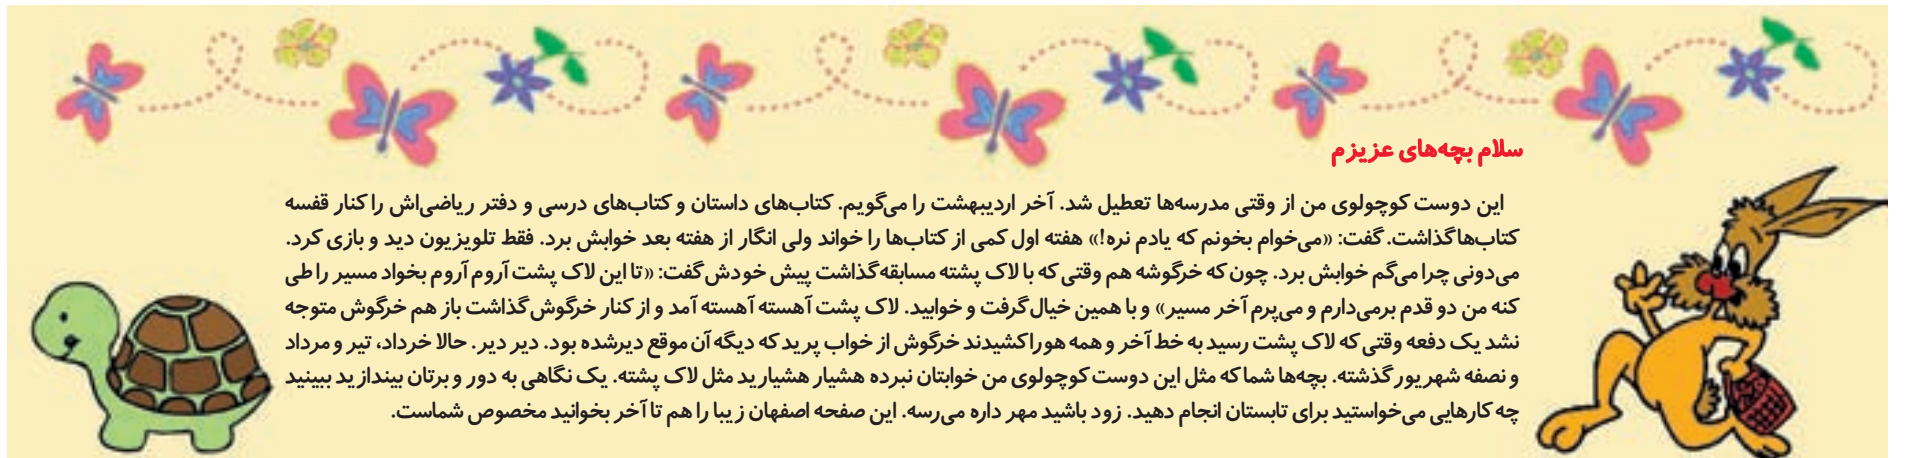 سلام بچه‌های عزیزم
این دوست کوچولوی من از وقتی مدرسه‌ها تعطیل شد. آخر اردیبهشت را می‌گویم. کتاب‌های داستان و کتاب‌های درسی و دفتر ریاضی‌اش را کنار قفسه
کتاب‌ها گذاشت. گفت: «می‌خوام بخونم که یادم نره!» هفته اول کمی از کتاب‌ها را خواند ولی انگار از هفته بعد خوابش برد. فقط تلویزیون دید و بازی کرد.
می‌دونی چرا می‌گم خوابش برد. چون که خرگوشه هم وقتی که با لاک پشته مسابقه گذاشت پیش خودش گفت: «تا این لاک پشت آروم آروم بخواد مسیر را طی
کنه من دو قدم برمی‌دارم و می‌پرم آخر مسیر» و با همین خیال گرفت و خوابید. لاک پشت آهسته آهسته آمد و از کنار خرگوش گذاشت باز هم خرگوش متوجه
نشد یک دفعه وقتی که لاک پشت رسید به خط آخر و همه هورا کشیدند خرگوش از خواب پرید که دیگه آن موقع دیرشده بود. دیر دیر. حالا خرداد، تیر و مرداد
و نصفه شهریور گذشته. بچه‌ها شما که مثل این دوست کوچولوی من خوابتان نبرده هشیار هشیارید مثل لاک پشته. یک نگاهی به دور و برتان بیندازید ببینید
چه کارهایی می‌خواستید برای تابستان انجام دهید. زود باشید مهر داره می‌رسه. این صفحه اصفهان زیبا را هم تا آخر بخوانید مخصوص شماست.